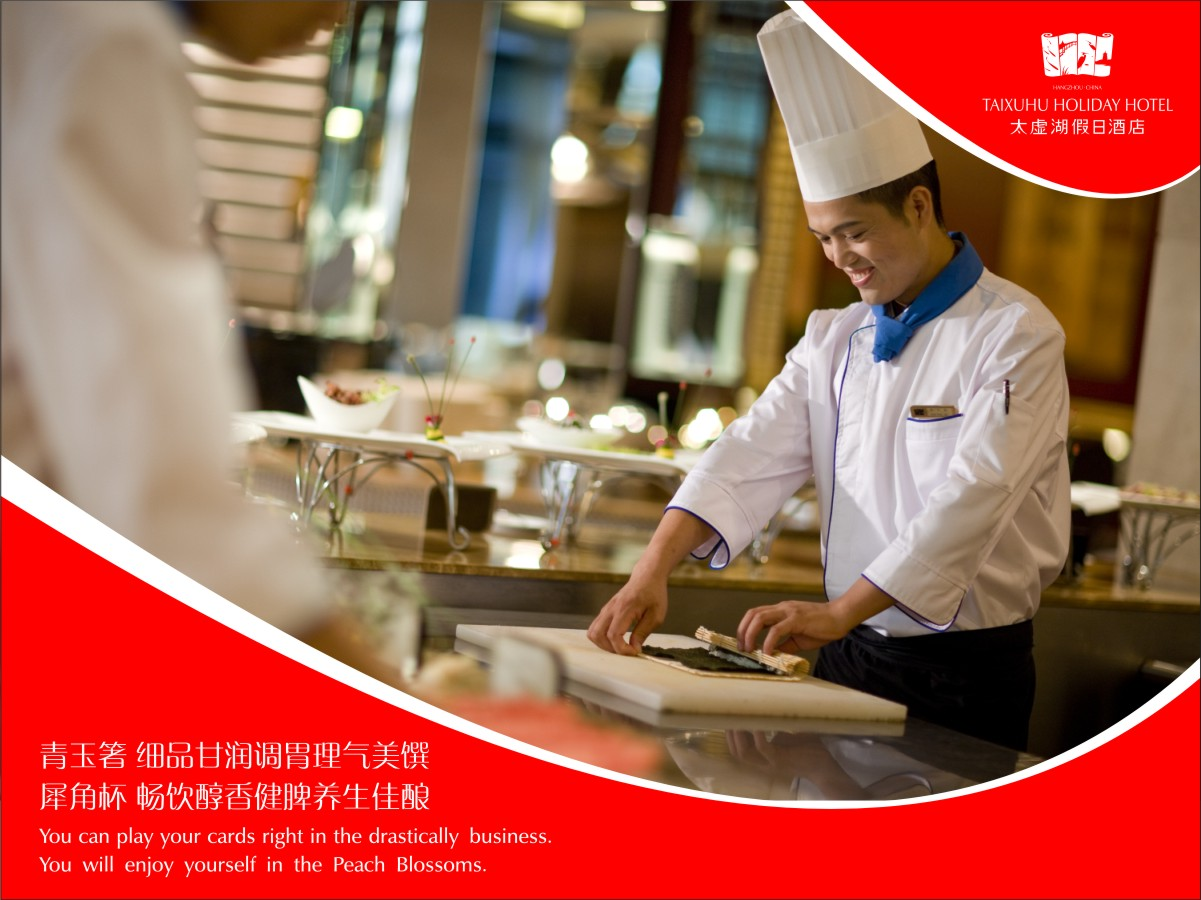 HANGZHOU·CHINA
TAIXUHU HOLIDAY HOTEL
太虚湖假日酒店
青玉箸 细品甘润调胃理气美馔
犀角杯 畅饮醇香健脾养生佳酿
You can play your cards right in the drastically business.
You will enjoy yourself in the Peach Blossoms.